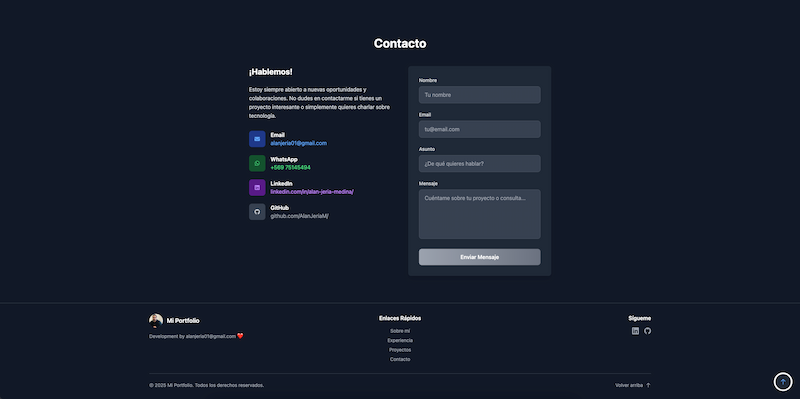 Contacto
¡Hablemos!
Estoy siempre abierto a nuevas oportunidades y
colaboraciones. No dudes en contactarme si tienes un
proyecto interesante o simplemente quieres charlar sobre
tecnología.
Email
alanjeria01@gmail.com
WhatsApp
+569 75145494
LinkedIn
linkedin.com/in/alan-jeria-medina/
GitHub
github.com/AlanJeriaM/
Nombre
Tu nombre
Email
tu@email.com
Asunto
¿De qué quieres hablar?
Mensaje
Cuéntame sobre tu proyecto o consulta...
Enviar Mensaje
Mi Portfolio
Development by alanjeria01@gmail.com ❤️
Enlaces Rápidos
Sobre mí
Experiencia
Proyectos
Contacto
Sígueme
© 2025 Mi Portfolio. Todos los derechos reservados.
Volver arriba ↑